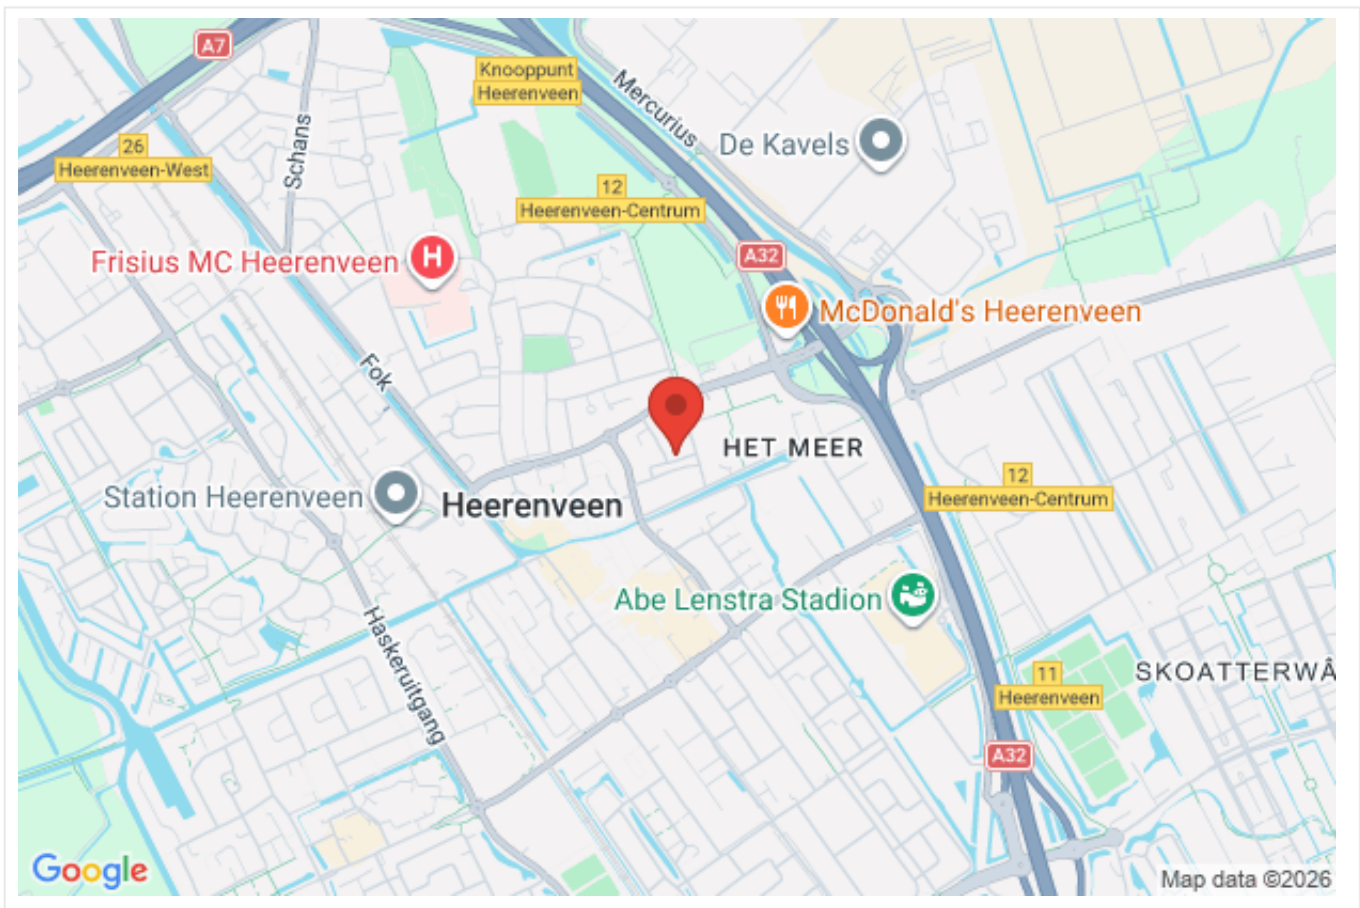 A7
Knooppunt
Heerenveen
Mercurius
De Kavels
26
Heerenveen-West
Schans
12
Heerenveen-Centrum
Frisius MC Heerenveen
H
A32
McDonald's Heerenveen
Fok
HET MEER
Station Heerenveen
Heerenveen
12
Heerenveen-Centrum
Abe Lenstra Stadion
Haskeruitgang
11
Heerenveen
SKOATTERWÂ
A32
Google
Map data ©2026